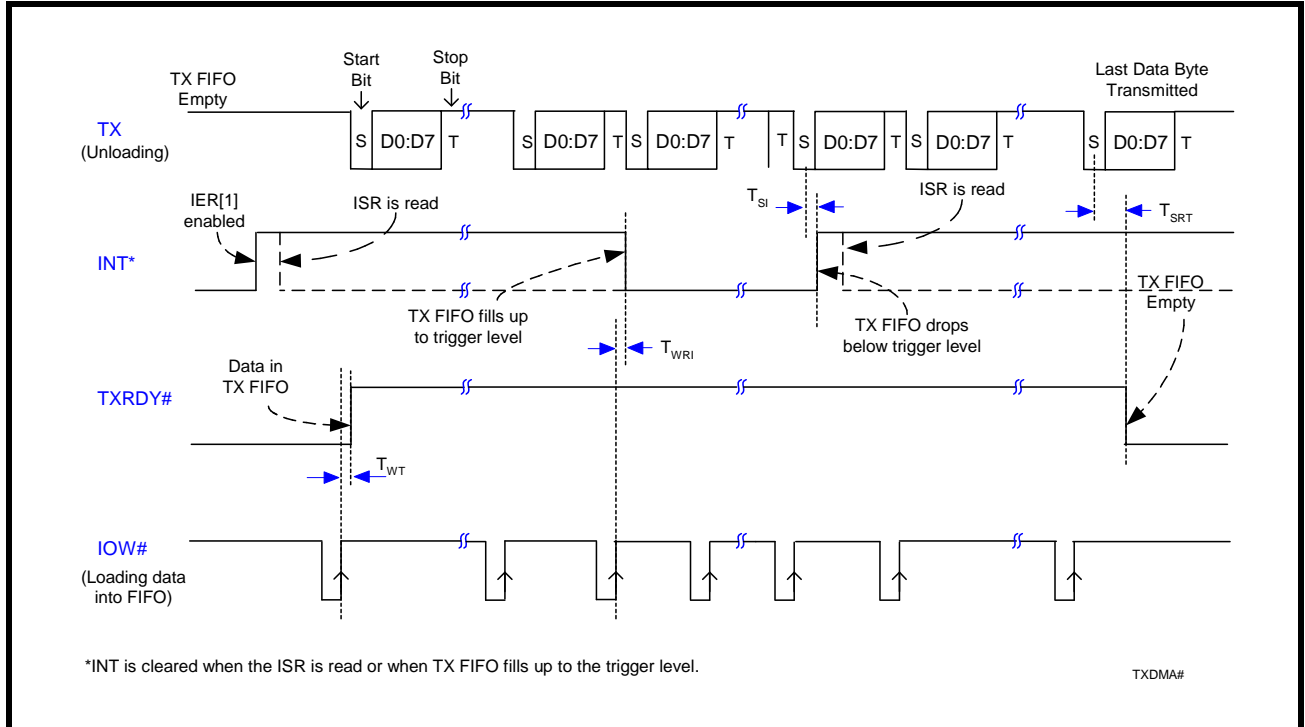 TX FIFO
Empty
Start
Bit
Stop
Bit
Last Data Byte
Transmitted
TX
(Unloading)
S D0:D7 T S D0:D7 T S D0:D7 T T S D0:D7 T S D0:D7 T S D0:D7 T
IER[1]
enabled
ISR is read
TSI
ISR is read
TSRT
INT*
TX FIFO fills up
to trigger level
TX FIFO drops
below trigger level
TX FIFO
Empty
TWRI
Data in
TX FIFO
TXRDY#
TWT
IOW#
(Loading data
into FIFO)
*INT is cleared when the ISR is read or when TX FIFO fills up to the trigger level.
TXDMA#